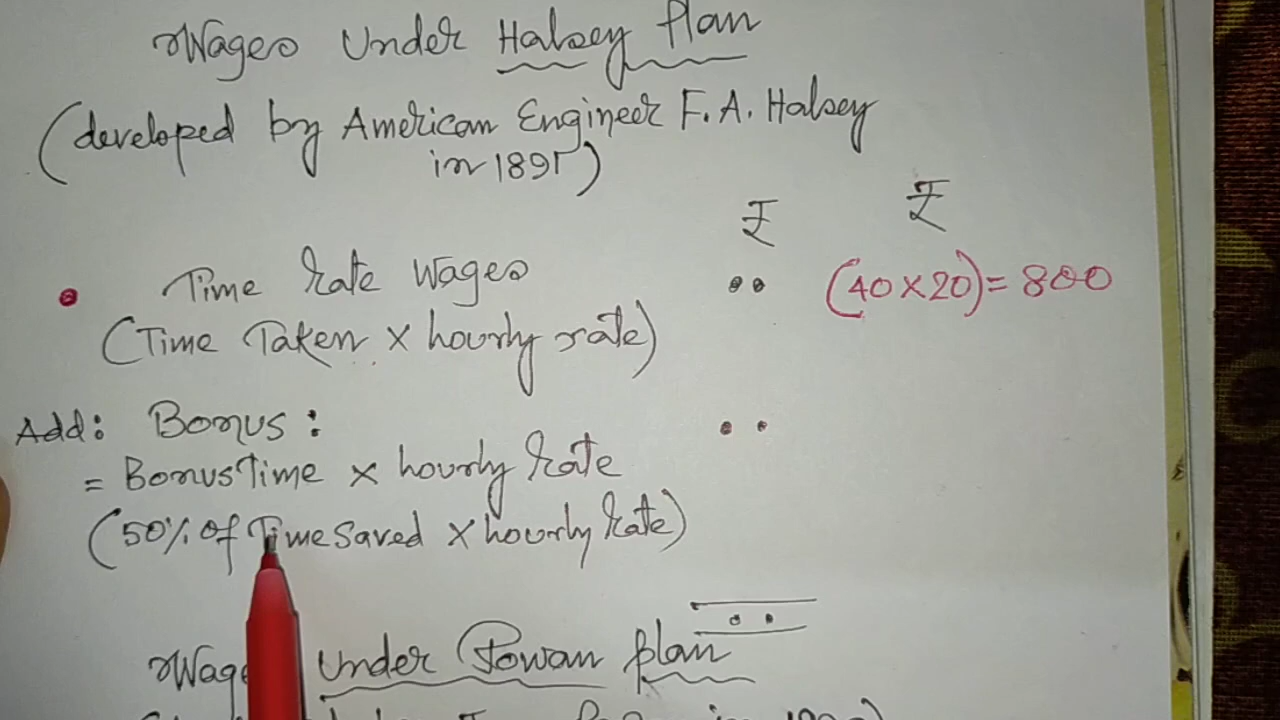 Wages Under Halsey Plan
(developed by American Engineer F.A. Halsey
in 1891)
₹ ₹
Time rate wages .. (40×20)= 800
(Time Taken × hourly rate)
Add: Bonus: ..
= Bonus Time × hourly rate
(50% of Time Saved × hourly rate)
..
under Rowan plan